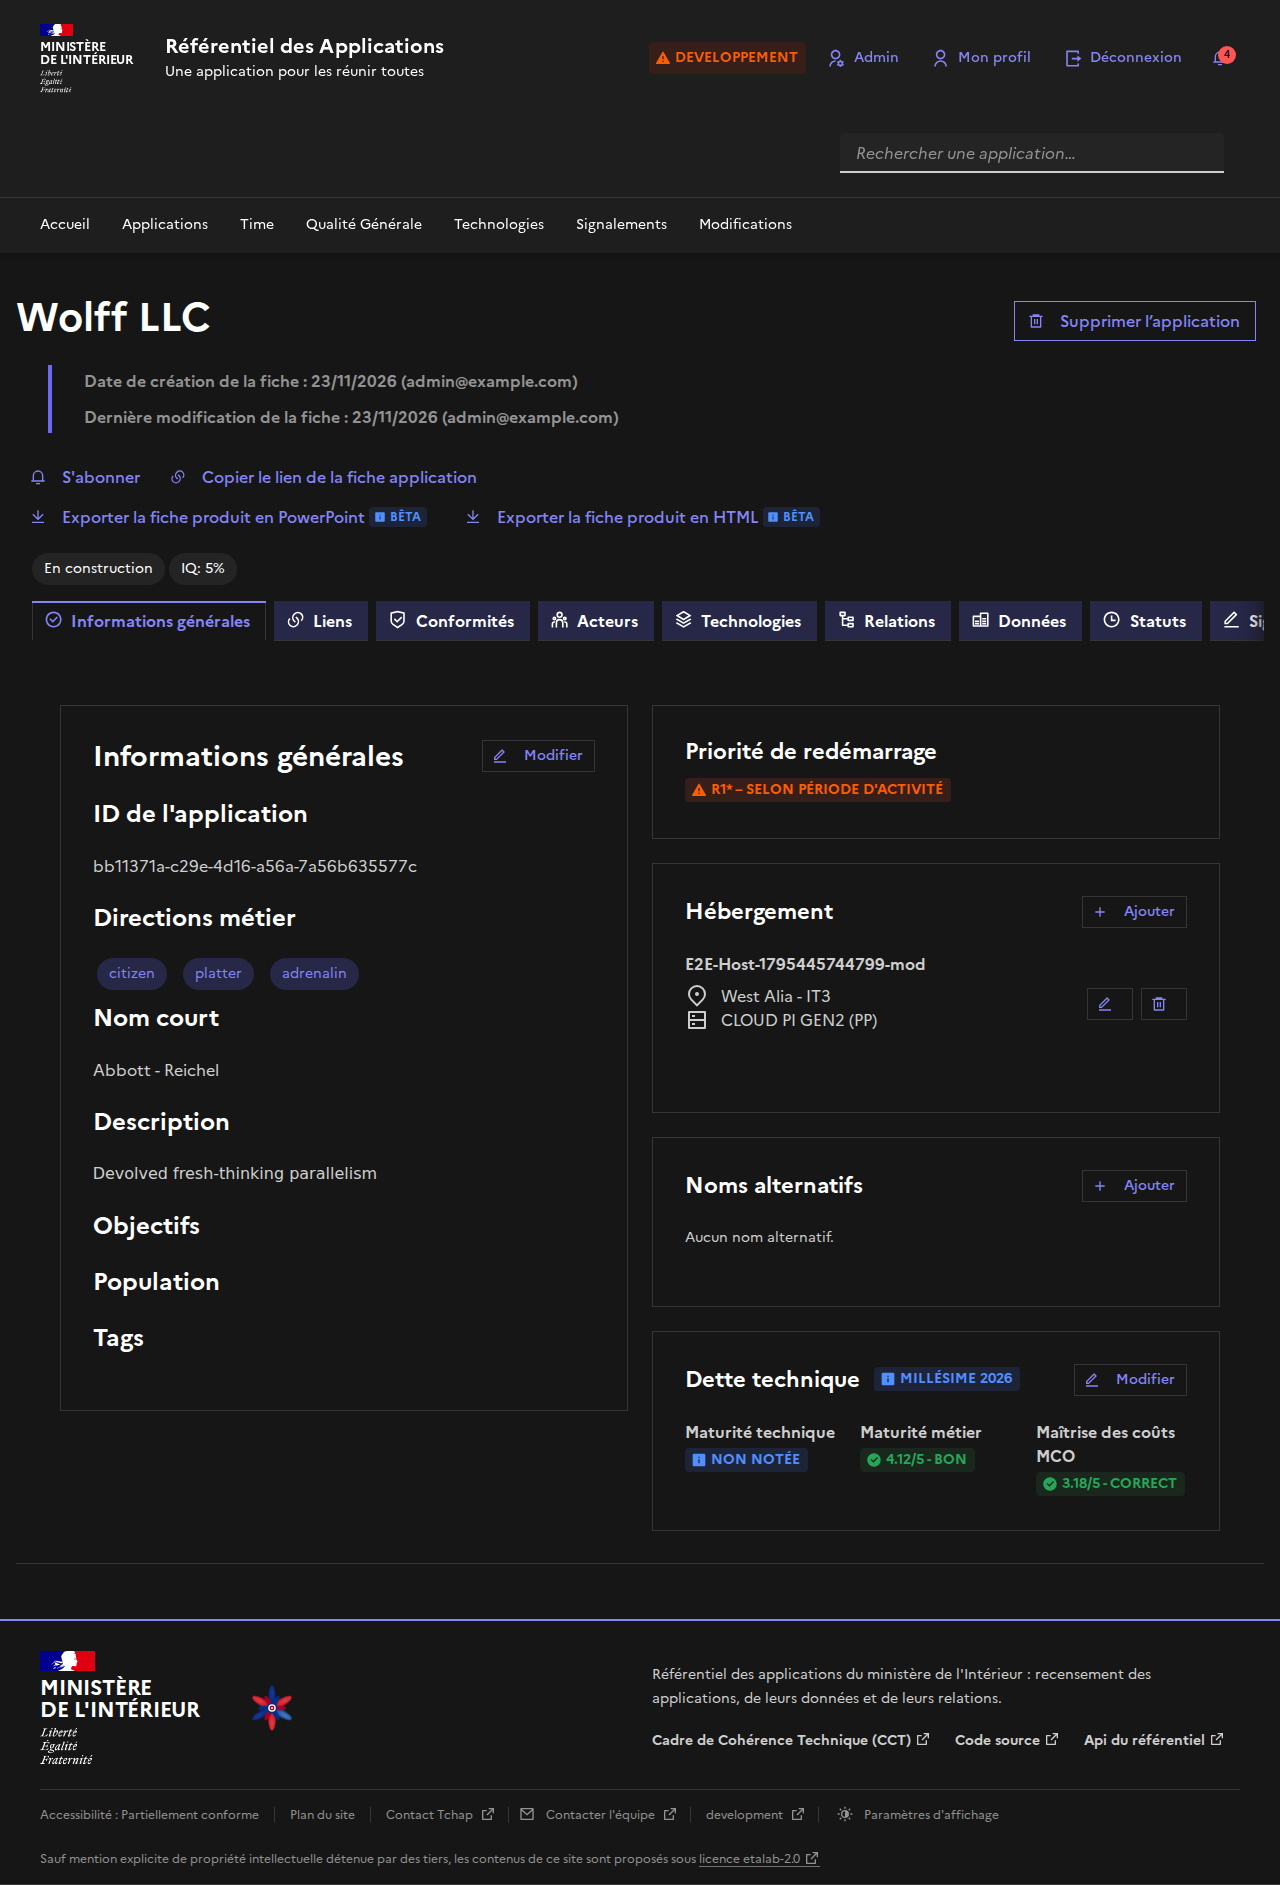 MINISTÈRE
DE L'INTÉRIEUR
Liberté
Égalité
Fraternité
Référentiel des Applications
Une application pour les réunir toutes
DEVELOPPEMENT
Admin
Mon profil
Déconnexion
4
Rechercher une application…
Accueil
Applications
Time
Qualité Générale
Technologies
Signalements
Modifications
Wolff LLC
Supprimer l’application
Date de création de la fiche : 23/11/2026 (admin@example.com)
Dernière modification de la fiche : 23/11/2026 (admin@example.com)
S'abonner
Copier le lien de la fiche application
Exporter la fiche produit en PowerPoint BÊTA
Exporter la fiche produit en HTML BÊTA
En construction
IQ: 5%
Informations générales
Liens
Conformités
Acteurs
Technologies
Relations
Données
Statuts
Informations générales
Modifier
ID de l'application
bb11371a-c29e-4d16-a56a-7a56b635577c
Directions métier
citizen
platter
adrenalin
Nom court
Abbott - Reichel
Description
Devolved fresh-thinking parallelism
Objectifs
Population
Tags
Priorité de redémarrage
R1* – SELON PÉRIODE D'ACTIVITÉ
Hébergement
Ajouter
E2E-Host-1795445744799-mod
West Alia - IT3
CLOUD PI GEN2 (PP)
Noms alternatifs
Ajouter
Aucun nom alternatif.
Dette technique
MILLÉSIME 2026
Modifier
Maturité technique
NON NOTÉE
Maturité métier
4.12/5 - BON
Maîtrise des coûts
MCO
3.18/5 - CORRECT
MINISTÈRE
DE L'INTÉRIEUR
Liberté
Égalité
Fraternité
Référentiel des applications du ministère de l'Intérieur : recensement des
applications, de leurs données et de leurs relations.
Cadre de Cohérence Technique (CCT)
Code source
Api du référentiel
Accessibilité : Partiellement conforme
Plan du site
Contact Tchap
Contacter l'équipe
development
Paramètres d'affichage
Sauf mention explicite de propriété intellectuelle détenue par des tiers, les contenus de ce site sont proposés sous licence etalab-2.0